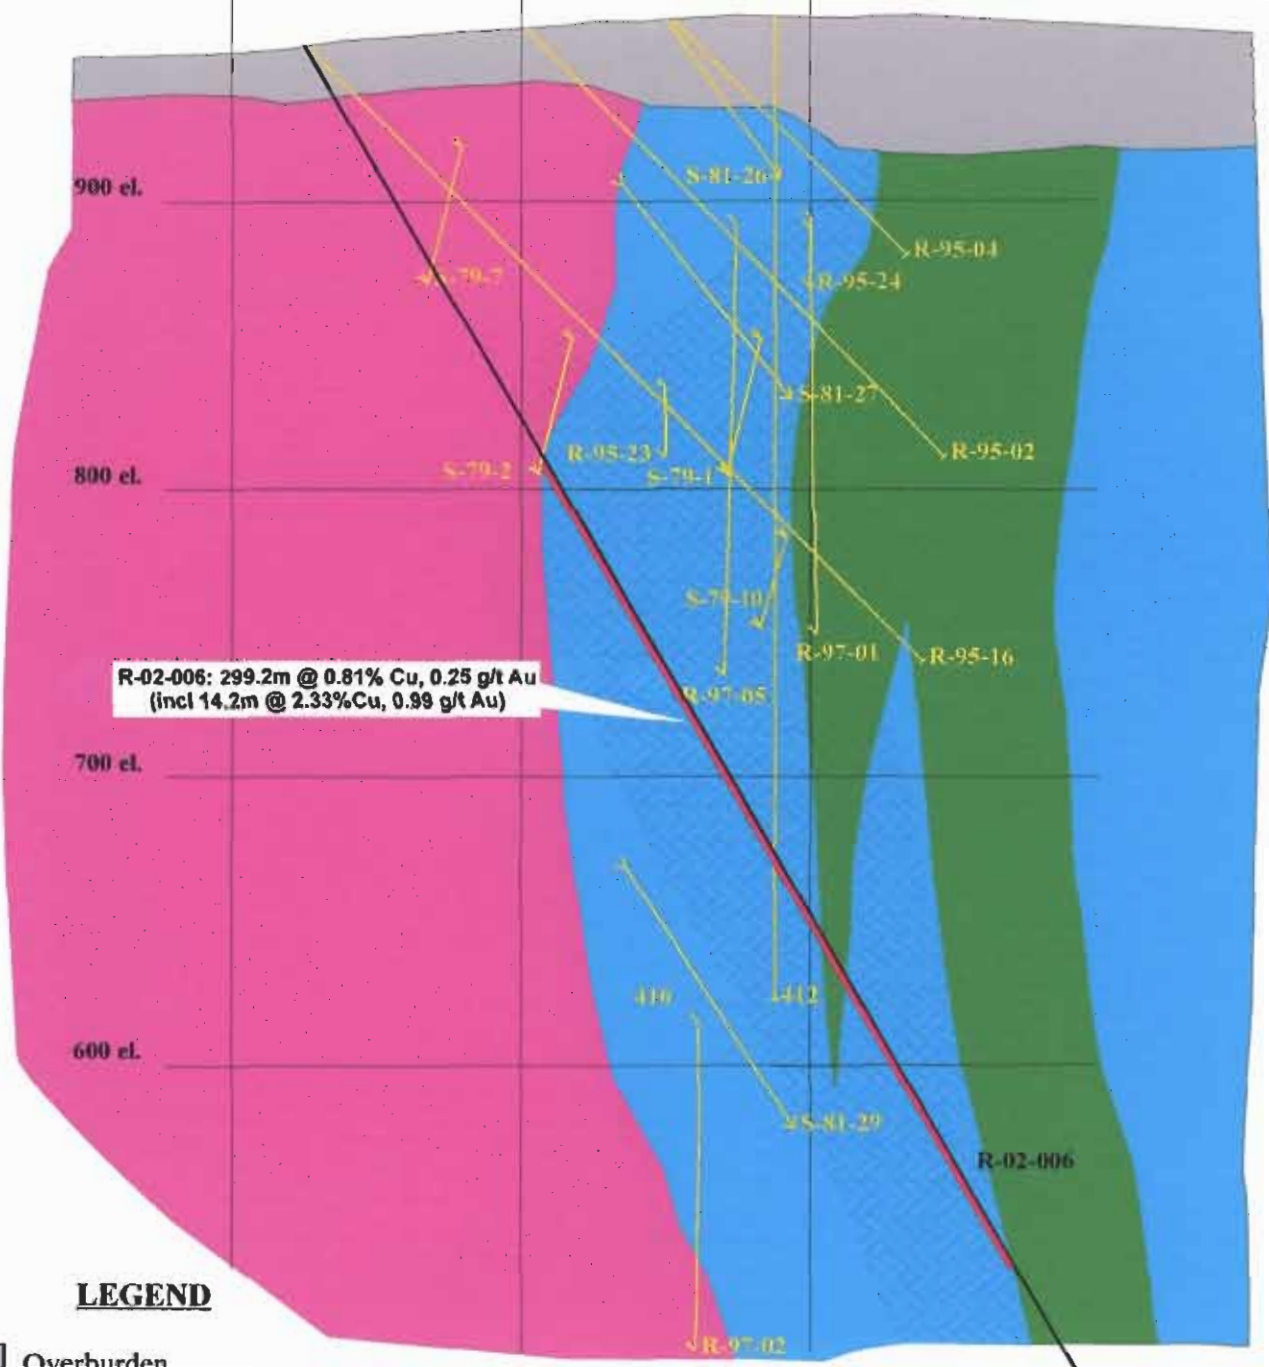 S-81-26
900 el.
R-95-04
S-79-7
R-95-24
S-81-27
R-95-23
R-95-02
S-79-2
S-79-1
800 el.
S-79-10
R-97-01
R-95-16
R-02-006: 299.2m @ 0.81% Cu, 0.25 g/t Au
(incl 14.2m @ 2.33%Cu, 0.99 g/t Au)
R-97-05
700 el.
410
412
600 el.
S-81-29
R-02-006
LEGEND
R-97-02
Overburden